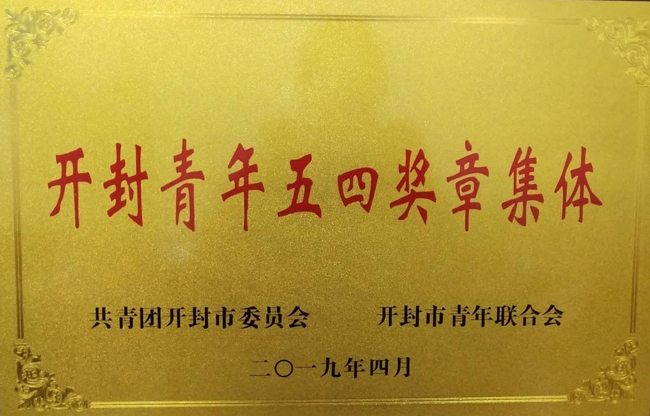 开封青年五四奖章集体
共青团开封市委员会 开封市青年联合会
二〇一九年四月